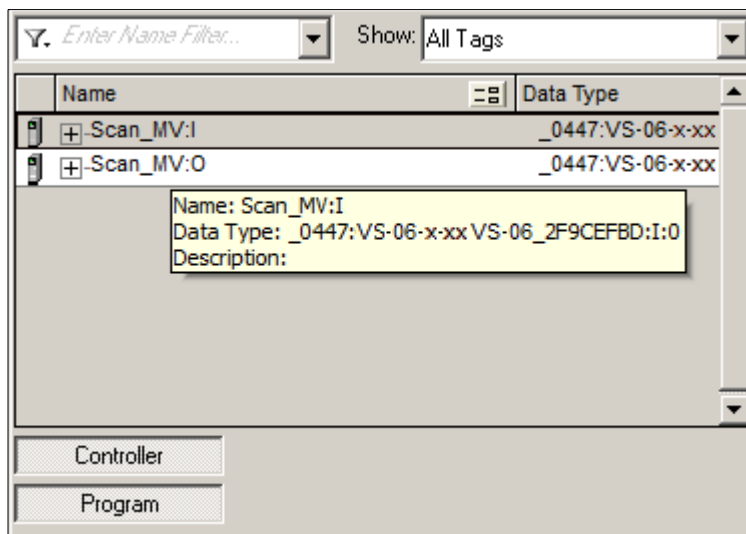 Enter Name Filter... Show: All Tags
Name Data Type
Scan_MV:I _0447:VS-06-x-xx
Scan_MV:O _0447:VS-06-x-xx
Name: Scan_MV:I
Data Type: _0447:VS-06-x-xx VS-06_2F9CEFBD:I:0
Description:
Controller
Program